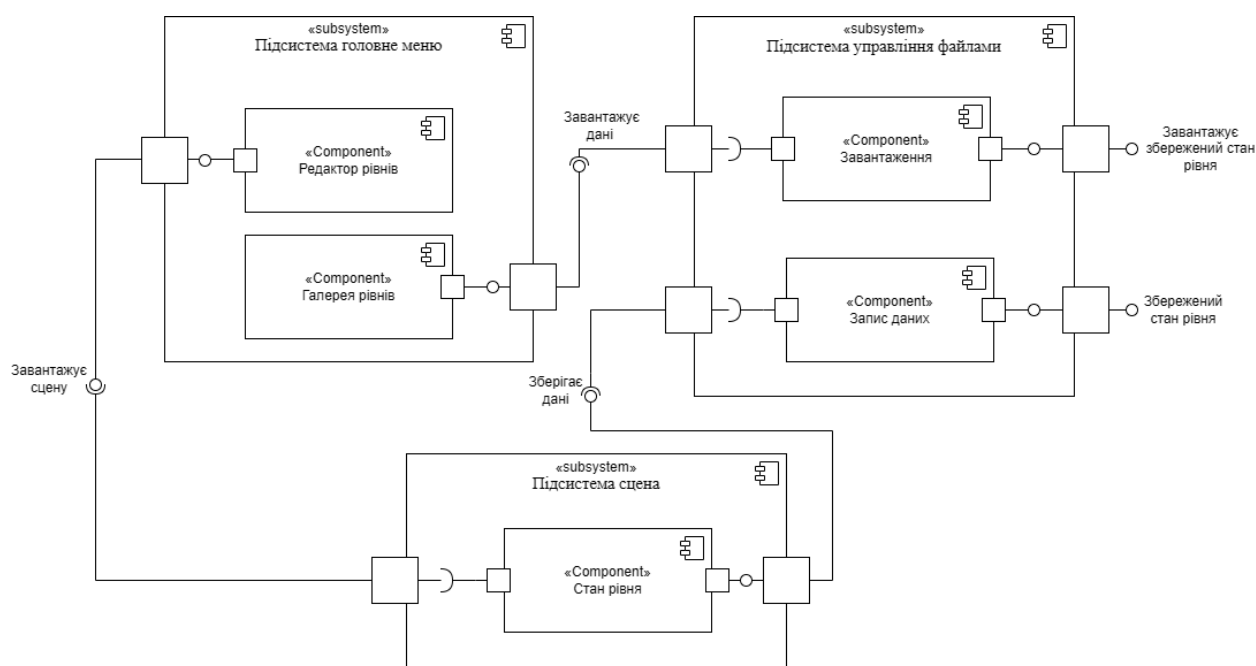 «subsystem»
Підсистема головне меню
«Component»
Редактор рівнів
«Component»
Галерея рівнів
Завантажує
дані
«subsystem»
Підсистема управління файлами
«Component»
Завантаження
Завантажує
збережений стан
рівня
«Component»
Запис даних
Збережений
стан рівня
Завантажує
сцену
Зберігає
дані
«subsystem»
Підсистема сцена
«Component»
Стан рівня